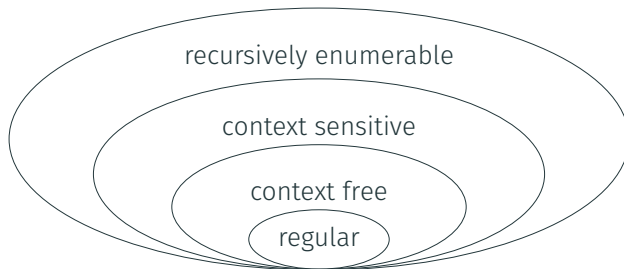 recursively enumerable
context sensitive
context free
regular